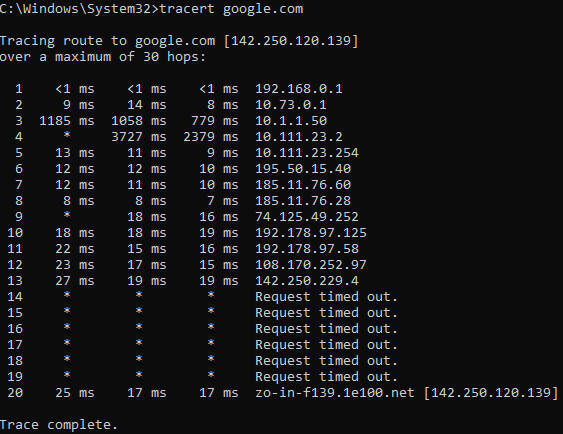 C:\Windows\System32>tracert google.com
Tracing route to google.com [142.250.120.139]
over a maximum of 30 hops:
1 <1 ms <1 ms <1 ms 192.168.0.1
2 9 ms 14 ms 8 ms 10.73.0.1
3 1185 ms 1058 ms 779 ms 10.1.1.50
4 * 3727 ms 2379 ms 10.111.23.2
5 13 ms 11 ms 9 ms 10.111.23.254
6 12 ms 12 ms 10 ms 195.50.15.40
7 12 ms 11 ms 10 ms 185.11.76.60
8 8 ms 8 ms 7 ms 185.11.76.28
9 * 18 ms 16 ms 74.125.49.252
10 18 ms 18 ms 19 ms 192.178.97.125
11 22 ms 15 ms 16 ms 192.178.97.58
12 23 ms 17 ms 15 ms 108.170.252.97
13 27 ms 19 ms 19 ms 142.250.229.4
14 * * * Request timed out.
15 * * * Request timed out.
16 * * * Request timed out.
17 * * * Request timed out.
18 * * * Request timed out.
19 * * * Request timed out.
20 25 ms 17 ms 17 ms zo-in-f139.1e100.net [142.250.120.139]
Trace complete.